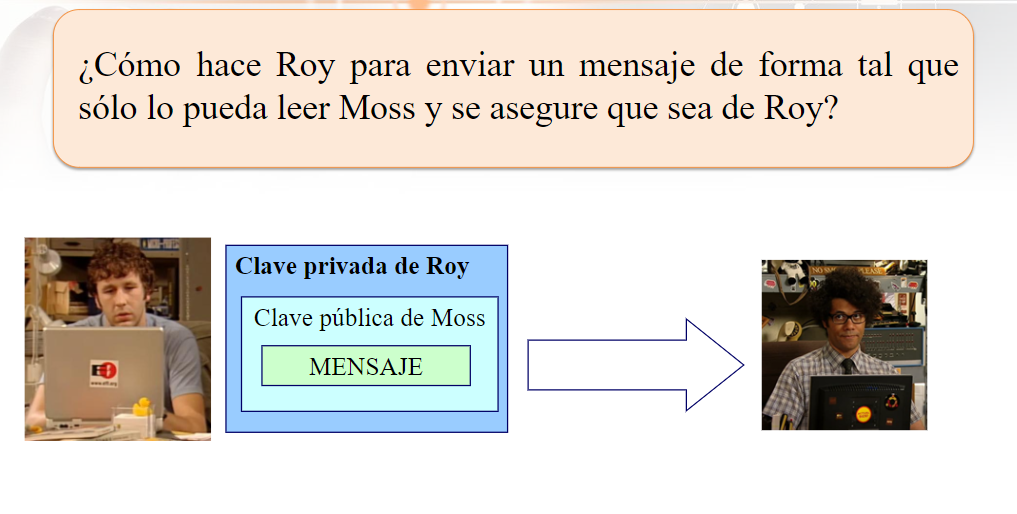 ¿Cómo hace Roy para enviar un mensaje de forma tal que
sólo lo pueda leer Moss y se asegure que sea de Roy?
Clave privada de Roy
Clave pública de Moss
MENSAJE